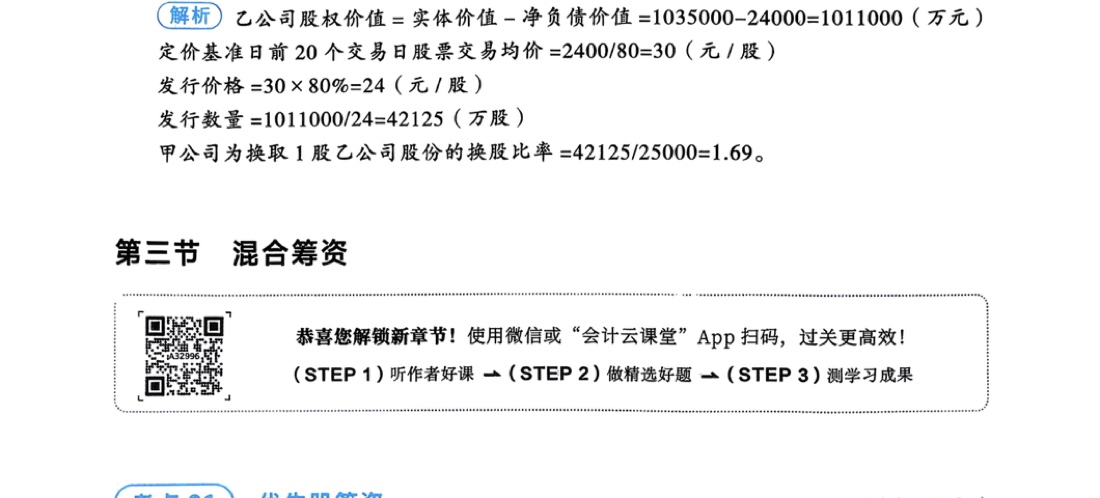 解析 乙公司股权价值 = 实体价值 - 净负债价值 =1035000-24000=1011000（万元）
定价基准日前 20 个交易日股票交易均价 =2400/80=30（元 / 股）
发行价格 =30×80%=24（元 / 股）
发行数量 =1011000/24=42125（万股）
甲公司为换取 1 股乙公司股份的换股比率 =42125/25000=1.69。
第三节 混合筹资
A32996
恭喜您解锁新章节！使用微信或“会计云课堂”App 扫码，过关更高效！
（STEP 1）听作者好课 ⇀（STEP 2）做精选好题 ⇀（STEP 3）测学习成果